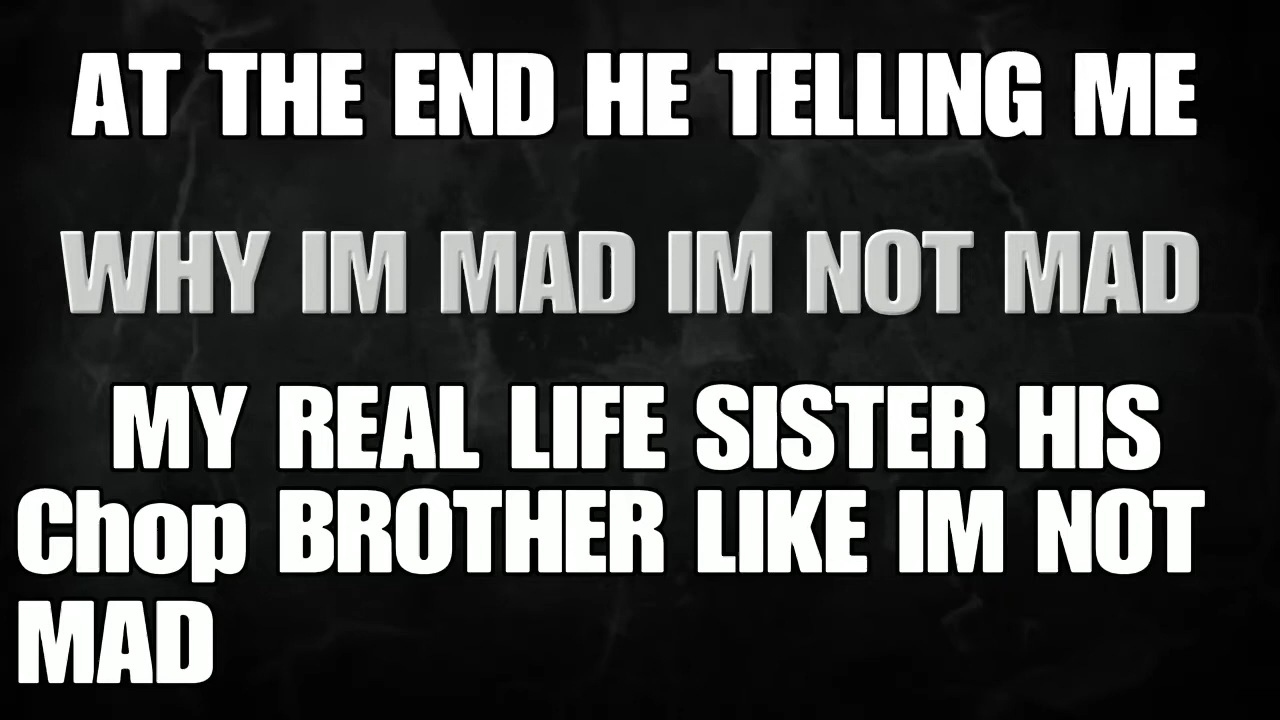 AT THE END HE TELLING ME
WHY IM MAD IM NOT MAD
MY REAL LIFE SISTER HIS
Chop BROTHER LIKE IM NOT
MAD